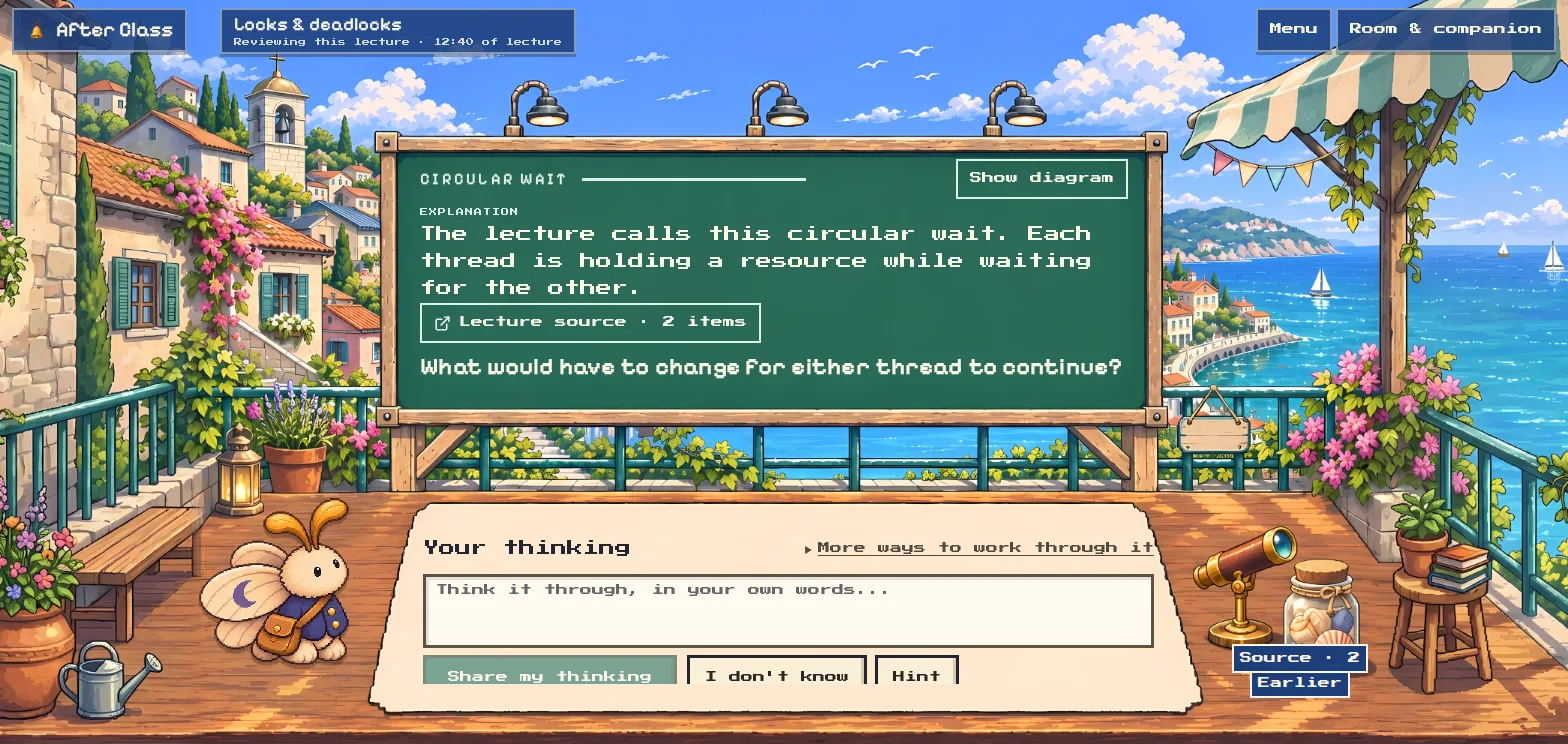 After Class
Locks & deadlocks
Reviewing this lecture · 12:40 of lecture
Menu
Room & companion
CIRCULAR WAIT
Show diagram
EXPLANATION
The lecture calls this circular wait. Each
thread is holding a resource while waiting
for the other.
Lecture source · 2 items
What would have to change for either thread to continue?
Your thinking
More ways to work through it
Think it through, in your own words...
Share my thinking
I don't know
Hint
Source · 2
Earlier